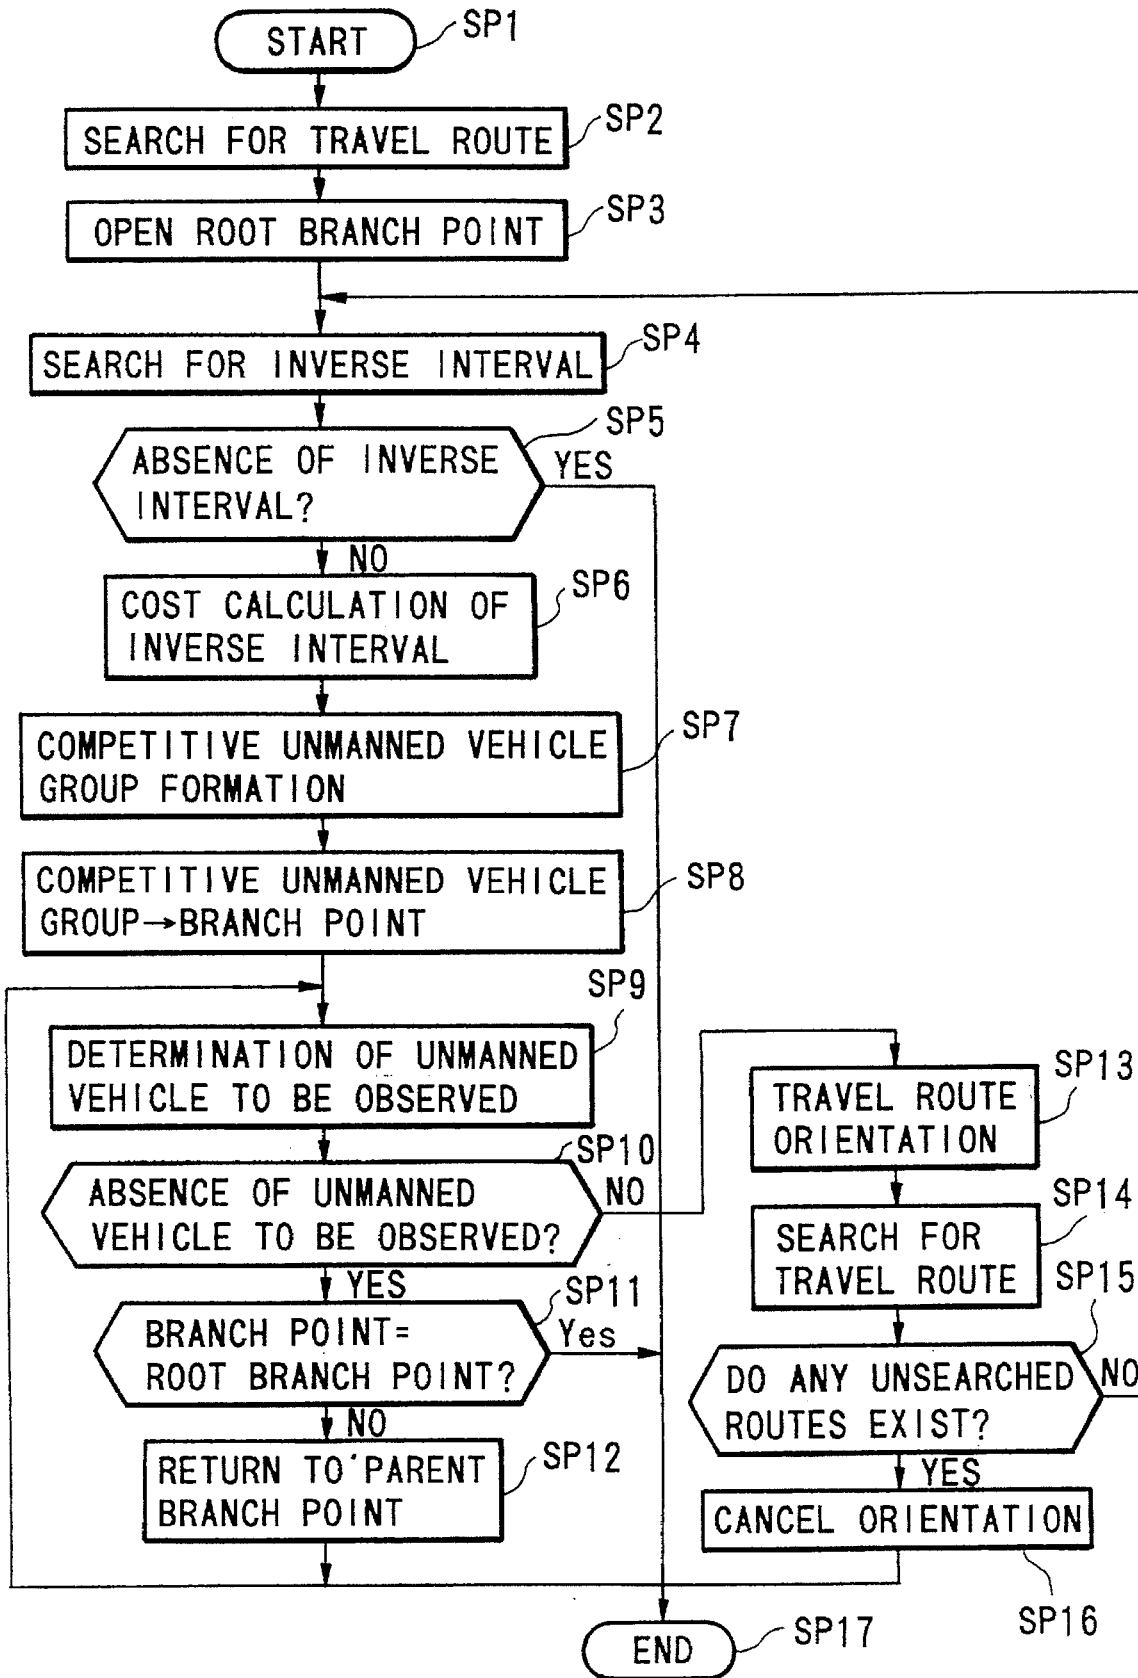 START
SP1
SEARCH FOR TRAVEL ROUTE
SP2
OPEN ROOT BRANCH POINT
SP3
SEARCH FOR INVERSE INTERVAL
SP4
ABSENCE OF INVERSE
INTERVAL?
SP5
YES
NO
COST CALCULATION OF
INVERSE INTERVAL
SP6
COMPETITIVE UNMANNED VEHICLE
GROUP FORMATION
SP7
COMPETITIVE UNMANNED VEHICLE
GROUP→BRANCH POINT
SP8
DETERMINATION OF UNMANNED
VEHICLE TO BE OBSERVED
SP9
ABSENCE OF UNMANNED
VEHICLE TO BE OBSERVED?
SP10
NO
YES
BRANCH POINT=
ROOT BRANCH POINT?
SP11
Yes
NO
RETURN TO PARENT
BRANCH POINT
SP12
TRAVEL ROUTE
ORIENTATION
SP13
SEARCH FOR
TRAVEL ROUTE
SP14
DO ANY UNSEARCHED
ROUTES EXIST?
SP15
NO
YES
CANCEL ORIENTATION
SP16
END
SP17